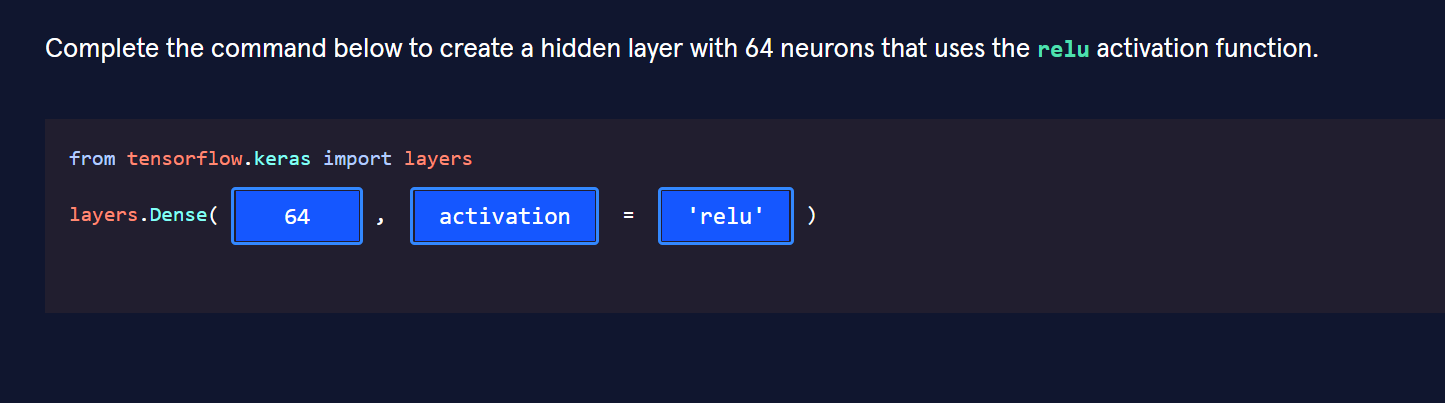 Complete the command below to create a hidden layer with 64 neurons that uses the relu activation function.
from tensorflow.keras import layers
layers.Dense( 64 , activation = 'relu' )